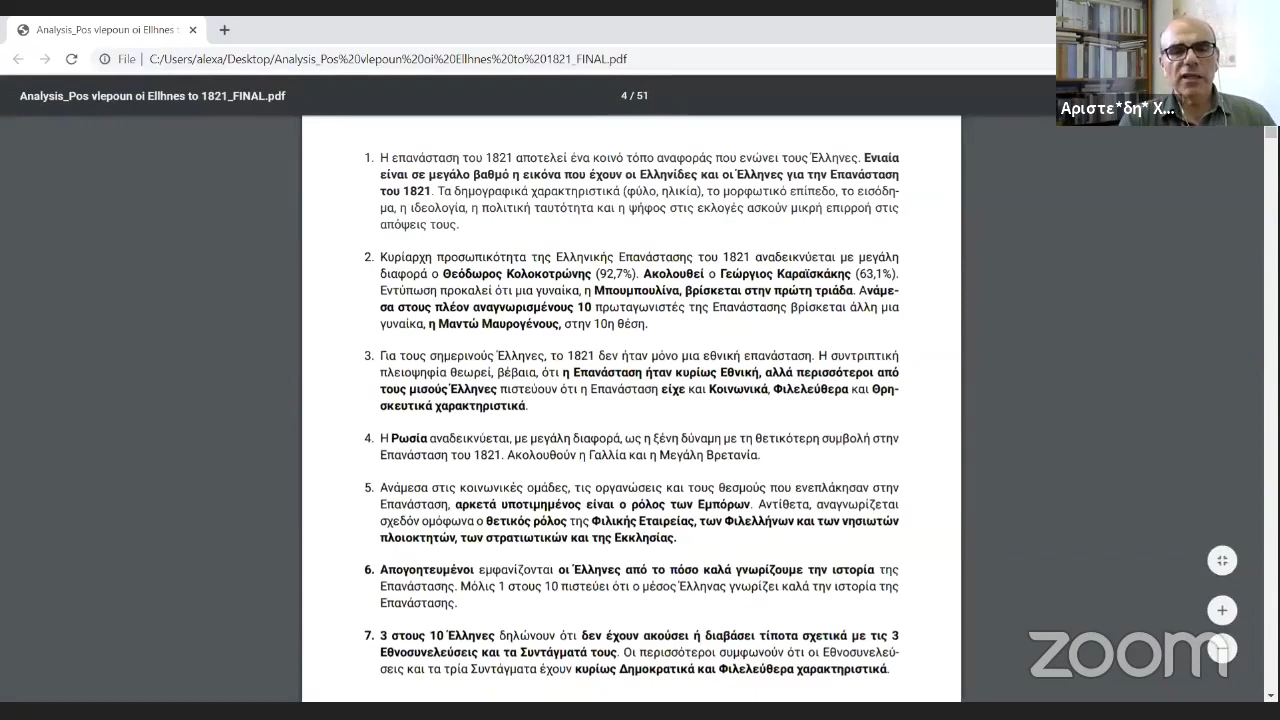 Analysis_Pos vlepoun oi Ellhnes t
File
C:/Users/alexa/Desktop/Analysis_Pos%20vlepoun%20oi%20Ellhnes%20to%201821_FINAL.pdf
Analysis_Pos vlepoun oi Ellhnes to 1821_FINAL.pdf
4 / 51
Αριστε*δη* Χ...
1. Η επανάσταση του 1821 αποτελεί ένα κοινό τόπο αναφοράς που ενώνει τους Έλληνες. Ενιαία
είναι σε μεγάλο βαθμό η εικόνα που έχουν οι Ελληνίδες και οι Έλληνες για την Επανάσταση
του 1821. Τα δημογραφικά χαρακτηριστικά (φύλο, ηλικία), το μορφωτικό επίπεδο, το εισόδη-
μα, η ιδεολογία, η πολιτική ταυτότητα και η ψήφος στις εκλογές ασκούν μικρή επιρροή στις
απόψεις τους.
2. Κυρίαρχη προσωπικότητα της Ελληνικής Επανάστασης του 1821 αναδεικνύεται με μεγάλη
διαφορά ο Θεόδωρος Κολοκοτρώνης (92,7%). Ακολουθεί ο Γεώργιος Καραϊσκάκης (63,1%).
Εντύπωση προκαλεί ότι μια γυναίκα, η Μπουμπουλίνα, βρίσκεται στην πρώτη τριάδα. Ανάμε-
σα στους πλέον αναγνωρισμένους 10 πρωταγωνιστές της Επανάστασης βρίσκεται άλλη μια
γυναίκα, η Μαντώ Μαυρογένους, στην 10η θέση.
3. Για τους σημερινούς Έλληνες, το 1821 δεν ήταν μόνο μια εθνική επανάσταση. Η συντριπτική
πλειοψηφία θεωρεί, βέβαια, ότι η Επανάσταση ήταν κυρίως Εθνική, αλλά περισσότεροι από
τους μισούς Έλληνες πιστεύουν ότι η Επανάσταση είχε και Κοινωνικά, Φιλελεύθερα και Θρη-
σκευτικά χαρακτηριστικά.
4. Η Ρωσία αναδεικνύεται, με μεγάλη διαφορά, ως η ξένη δύναμη με τη θετικότερη συμβολή στην
Επανάσταση του 1821. Ακολουθούν η Γαλλία και η Μεγάλη Βρετανία.
5. Ανάμεσα στις κοινωνικές ομάδες, τις οργανώσεις και τους θεσμούς που ενεπλάκησαν στην
Επανάσταση, αρκετά υποτιμημένος είναι ο ρόλος των Εμπόρων. Αντίθετα, αναγνωρίζεται
σχεδόν ομόφωνα ο θετικός ρόλος της Φιλικής Εταιρείας, των Φιλελλήνων και των νησιωτών
πλοιοκτητών, των στρατιωτικών και της Εκκλησίας.
6. Απογοητευμένοι εμφανίζονται οι Έλληνες από το πόσο καλά γνωρίζουμε την ιστορία της
Επανάστασης. Μόλις 1 στους 10 πιστεύει ότι ο μέσος Έλληνας γνωρίζει καλά την ιστορία της
Επανάστασης.
7. 3 στους 10 Έλληνες δηλώνουν ότι δεν έχουν ακούσει ή διαβάσει τίποτα σχετικά με τις 3
Εθνοσυνελεύσεις και τα Συντάγματά τους. Οι περισσότεροι συμφωνούν ότι οι Εθνοσυνελεύ-
σεις και τα τρία Συντάγματα έχουν κυρίως Δημοκρατικά και Φιλελεύθερα χαρακτηριστικά.
zoom